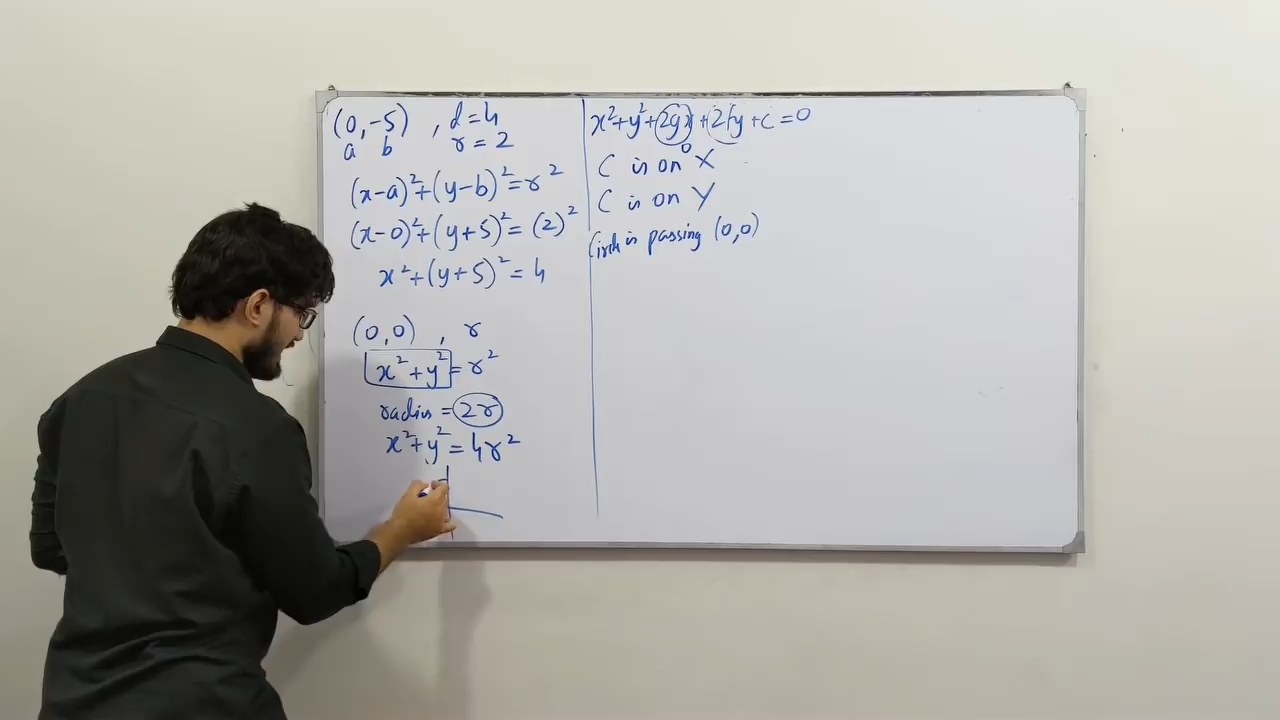 (0, -5) , d = 4
a b r = 2
(x-a)² + (y-b)² = r²
(x-0)² + (y+5)² = (2)²
x² + (y+5)² = 4
(0,0) , r
x² + y² = r²
radius = 2r
x² + y² = 4r²
x² + y² + 2gx + 2fy + c = 0
0
C is on X
C is on Y
is passing (0,0)